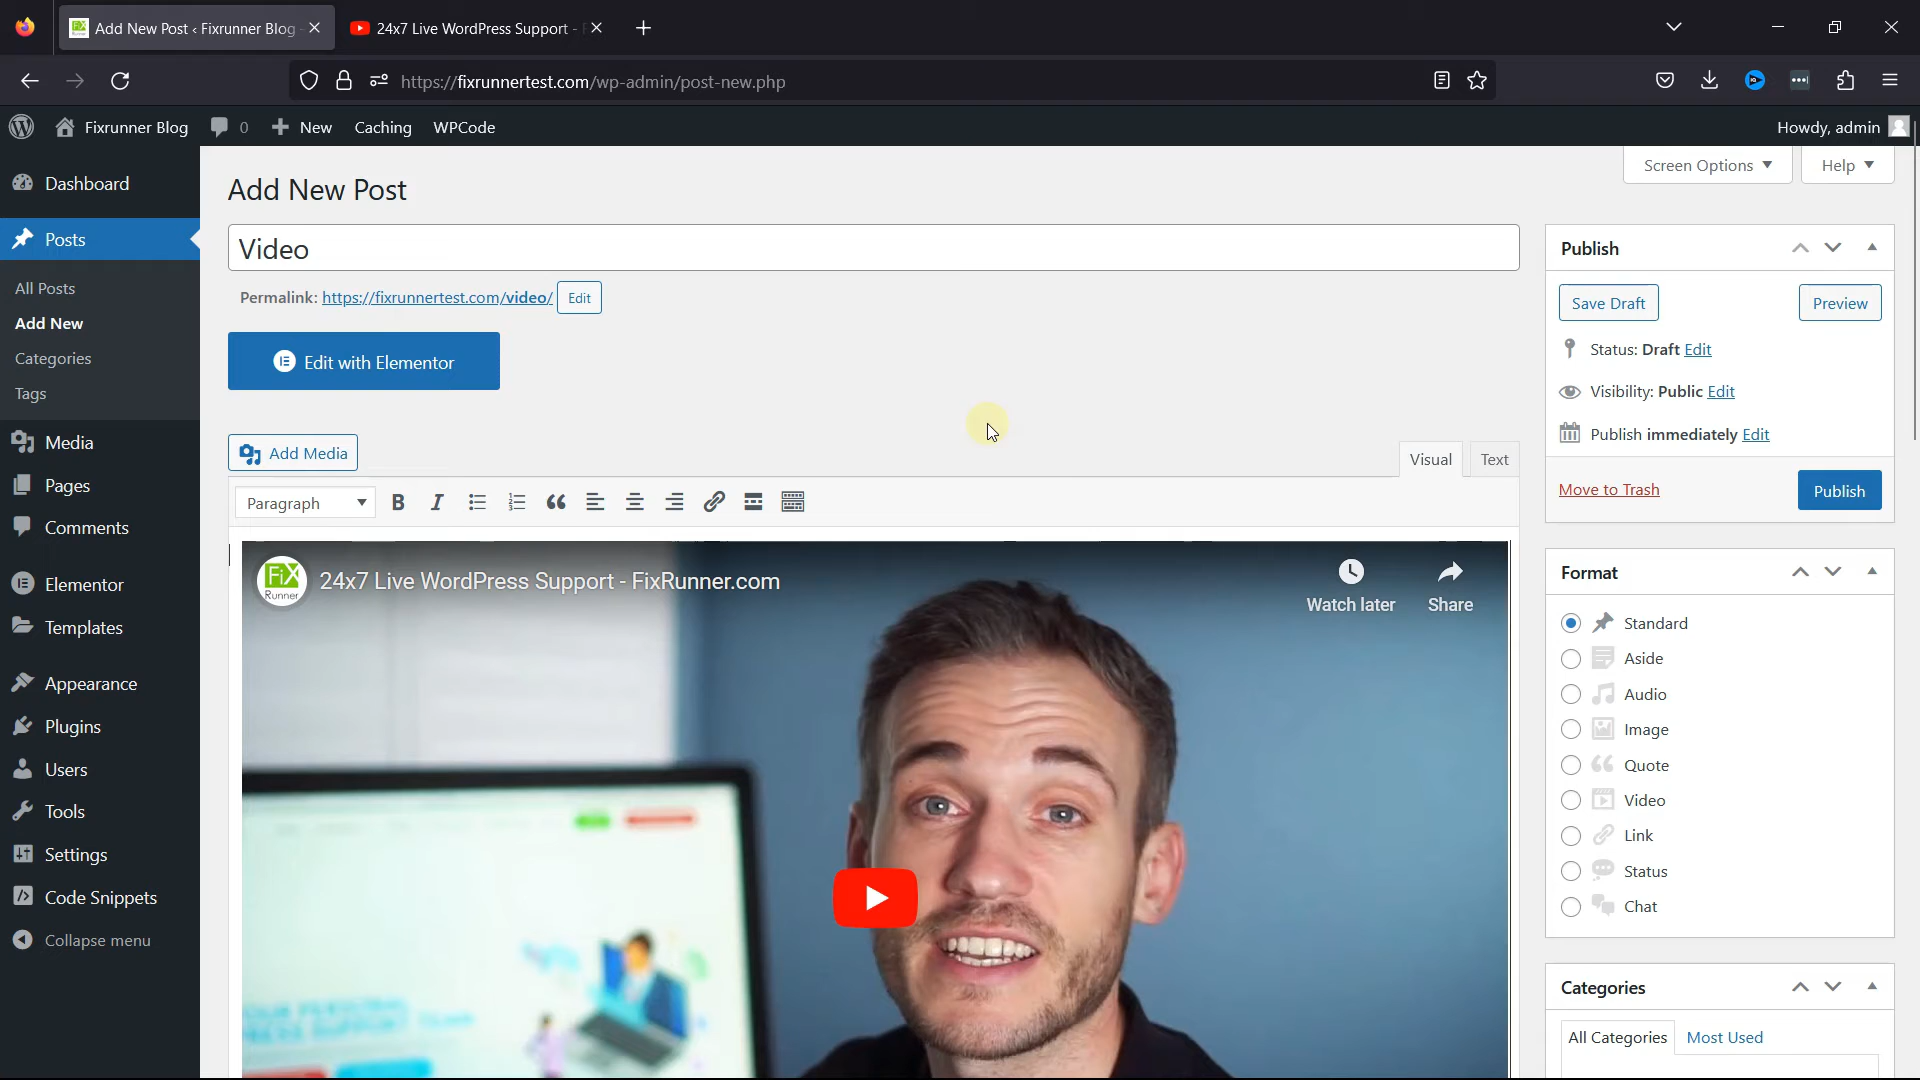 Add New Post ‹ Fixrunner Blog -
24x7 Live WordPress Support -
https://fixrunnertest.com/wp-admin/post-new.php
Fixrunner Blog
0
New
Caching
WPCode
Howdy, admin
Dashboard
Posts
All Posts
Add New
Categories
Tags
Media
Pages
Comments
Elementor
Templates
Appearance
Plugins
Users
Tools
Settings
Code Snippets
Collapse menu
Screen Options
Help
Add New Post
Video
Permalink: https://fixrunnertest.com/video/ Edit
Edit with Elementor
Add Media
Visual
Text
Paragraph
FiX
Runner
24x7 Live WordPress Support - FixRunner.com
Watch later
Share
Publish
Save Draft
Preview
Status: Draft Edit
Visibility: Public Edit
Publish immediately Edit
Move to Trash
Publish
Format
Standard
Aside
Audio
Image
Quote
Video
Link
Status
Chat
Categories
All Categories
Most Used